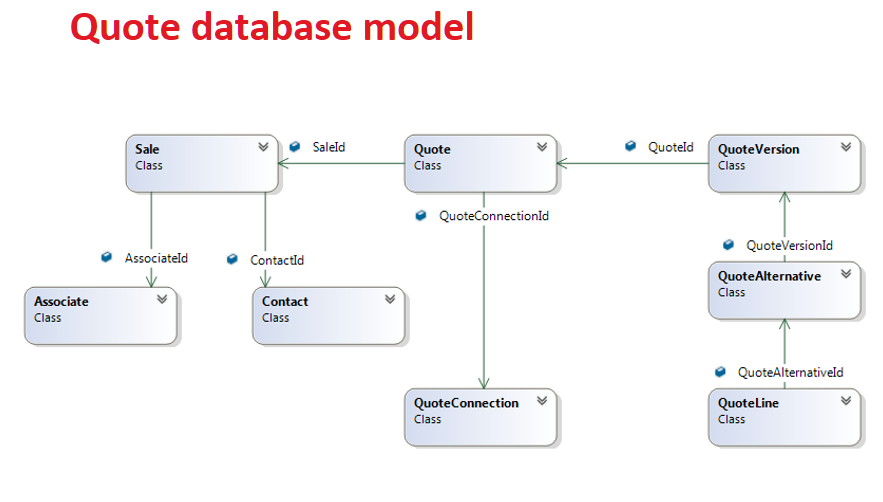 Quote database model
Sale
Class
SaleId
Quote
Class
QuoteId
QuoteVersion
Class
QuoteConnectionId
AssociateId
ContactId
QuoteVersionId
Associate
Class
Contact
Class
QuoteAlternative
Class
QuoteAlternativeId
QuoteConnection
Class
QuoteLine
Class